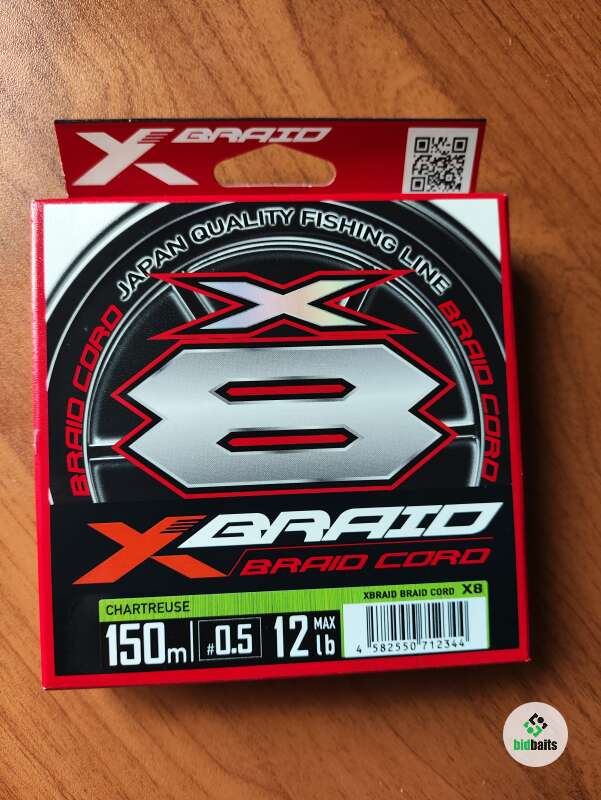 X BRAID
JAPAN QUALITY FISHING LINE
BRAID CORD
BRAID CORD
X
8
X BRAID
BRAID CORD
CHARTREUSE
XBRAID BRAID CORD X8
150m #0.5 12 MAX lb
4 582550 712344
bidbaits